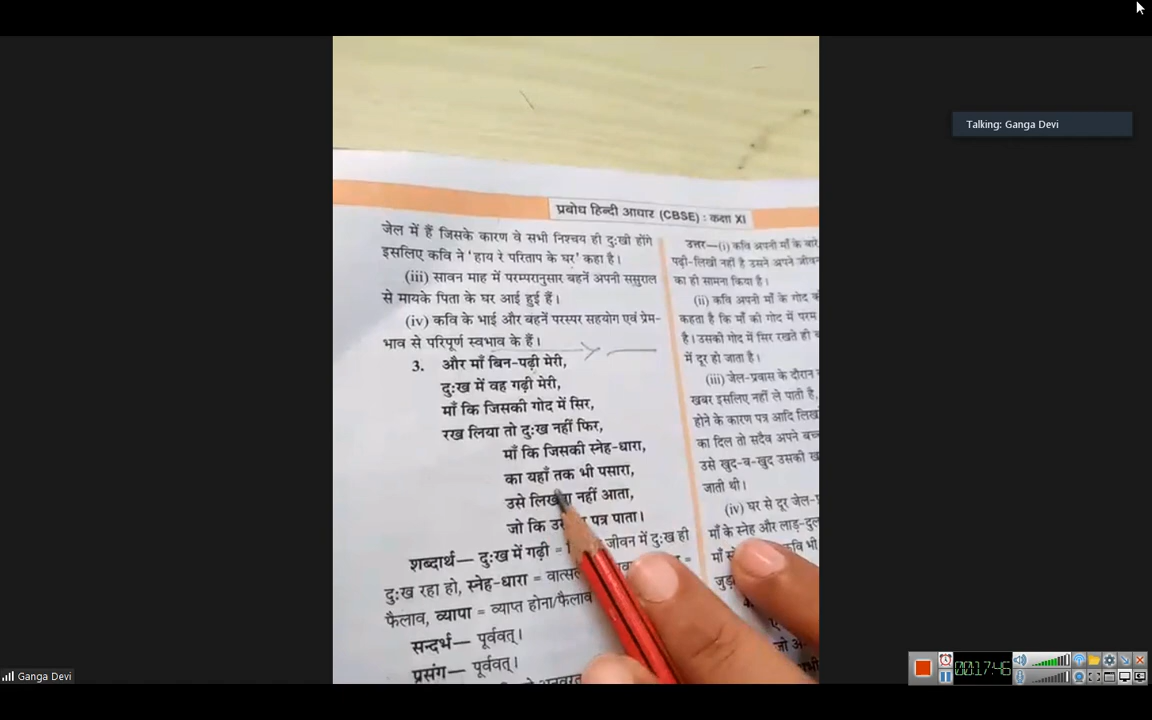 Talking: Ganga Devi
प्रबोध हिन्दी आधार (CBSE) : कक्षा XI
जेल में हैं जिसके कारण वे सभी निश्चय ही दुःखी होंगे
इसलिए कवि ने 'हाय रे परिताप के घर' कहा है।
(iii) सावन माह में परम्परानुसार बहनें अपनी ससुराल
से मायके पिता के घर आई हुई हैं।
(iv) कवि के भाई और बहनें परस्पर सहयोग एवं प्रेम-
भाव से परिपूर्ण स्वभाव के हैं।
3. और माँ बिन-पढ़ी मेरी,
दुःख में वह गढ़ी मेरी,
माँ कि जिसकी गोद में सिर,
रख लिया तो दुःख नहीं फिर,
माँ कि जिसकी स्नेह-धारा,
का यहाँ तक भी पसारा,
उसे लिखना नहीं आता,
जो कि पत्र पाता।
शब्दार्थ— दुःख में गढ़ी = जीवन में दुःख ही
दुःख रहा हो, स्नेह-धारा =
फैलाव, व्यापा = व्याप्त होना/फैलाव
सन्दर्भ— पूर्ववत्।
प्रसंग— पूर्ववत्।
उत्तर—(i) कवि अपनी माँ के बारे
पढ़ी-लिखी नहीं है उसने अपने जीवन
का ही सामना किया है।
(ii) कवि अपनी माँ के गोद
कहता है कि माँ की गोद में परम
है। उसकी गोद में सिर रखते ही
में दूर हो जाता है।
(iii) जेल-प्रवास के दौरान
खबर इसलिए नहीं ले पाती है,
होने के कारण पत्र आदि लिख
का दिल तो सदैव अपने बच्
उसे खुद-ब-खुद उसकी
जाती थी।
(iv) घर से दूर जेल-
माँ के स्नेह और लाड़-दुल
Ganga Devi
00:17:46